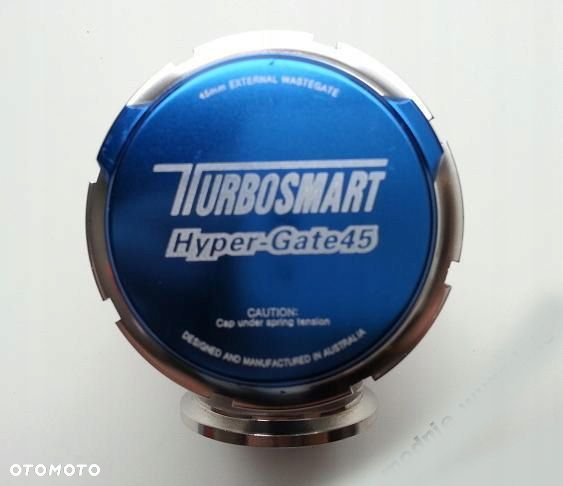 45mm EXTERNAL WASTEGATE
TURBOSMART
Hyper-Gate45
CAUTION:
Cap under spring tension
DESIGNED AND MANUFACTURED IN AUSTRALIA
OTOMOTO